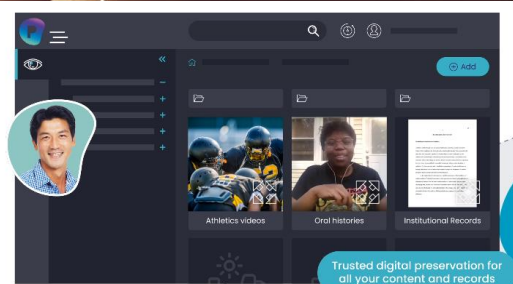 P
Add
Athletics videos
Oral histories
Institutional Records
Trusted digital preservation for
all your content and records